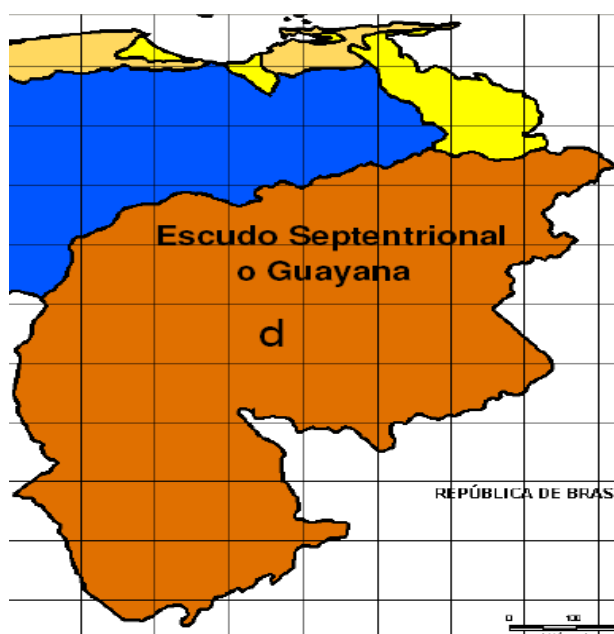 Escudo Septentrional
o Guayana
d
REPÚBLICA DE BRAS
0 100